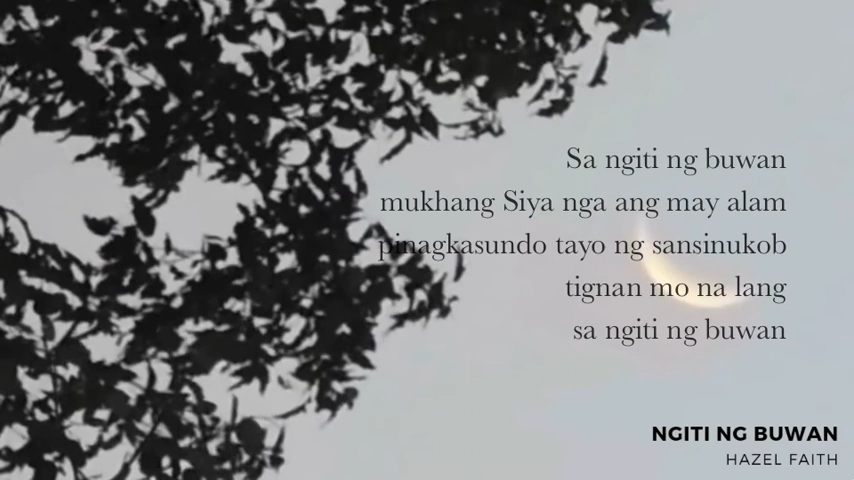 Sa ngiti ng buwan
mukhang Siya nga ang may alam
pinagkasundo tayo ng sansinukob
tignan mo na lang
sa ngiti ng buwan
NGITI NG BUWAN
HAZEL FAITH